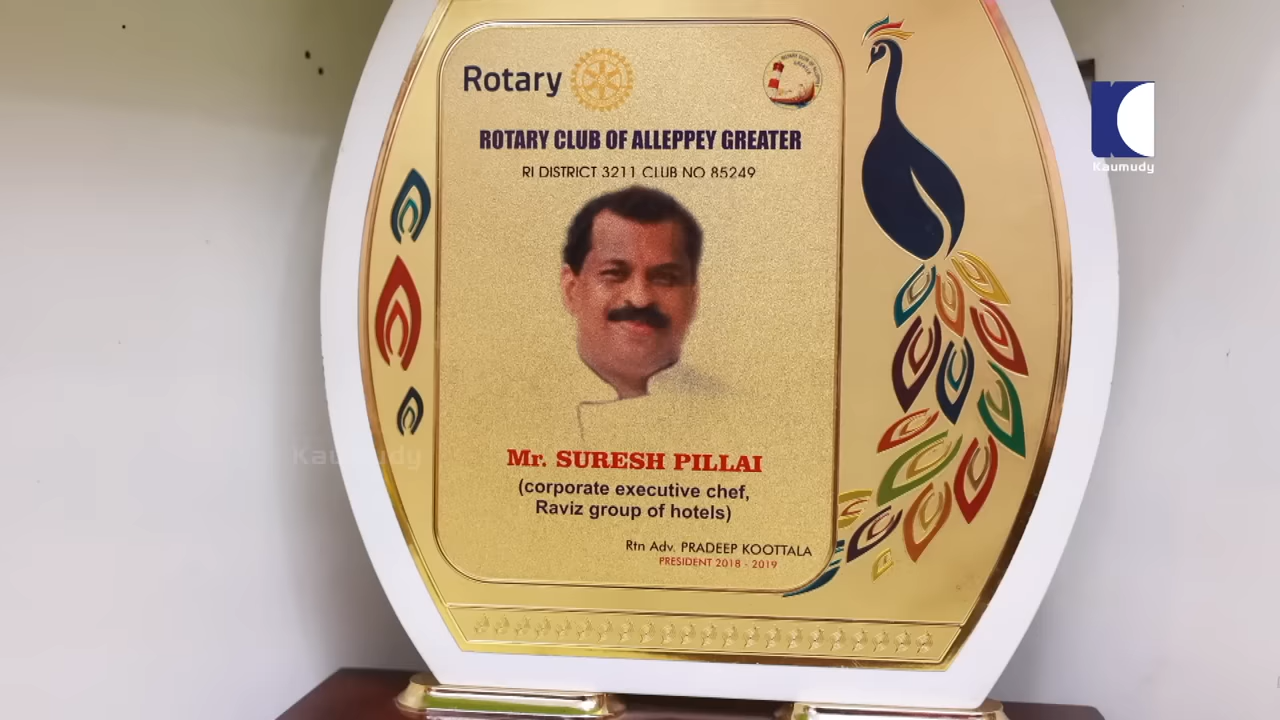 Rotary
ROTARY CLUB OF ALLEPPEY GREATER
RI DISTRICT 3211 CLUB NO 85249
Mr. SURESH PILLAI
(corporate executive chef,
Raviz group of hotels)
Rtn Adv. PRADEEP KOOTTALA
PRESIDENT 2018 - 2019
Kaumudy
Kaumudy